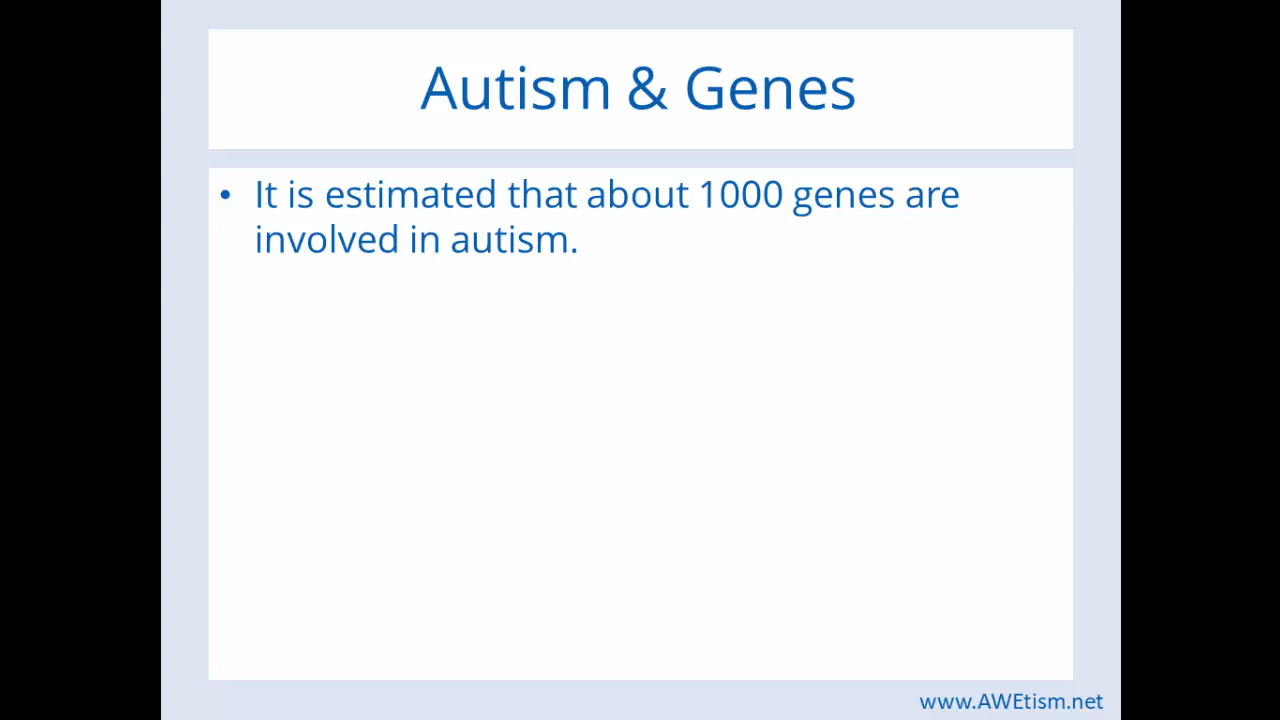 Autism & Genes
• It is estimated that about 1000 genes are
involved in autism.
www.AWEtism.net